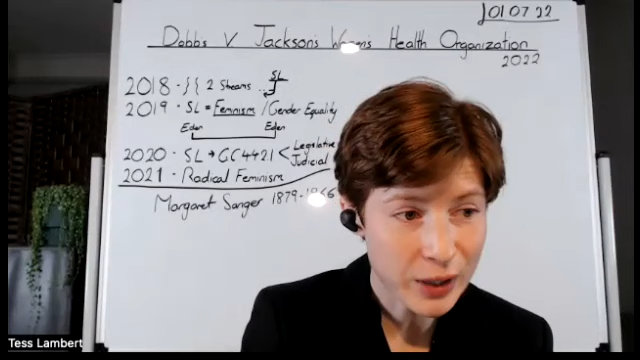 01 07 22
Dobbs V Jackson's Women's Health Organization
2022
2018 - }{ 2 Streams ... SL
2019 - SL = Feminism / Gender Equality
Eden Eden
2020 - SL → GC4421 < Legislative
Judicial
2021 - Radical Feminism
Margaret Sanger 1879-1966
Tess Lambert